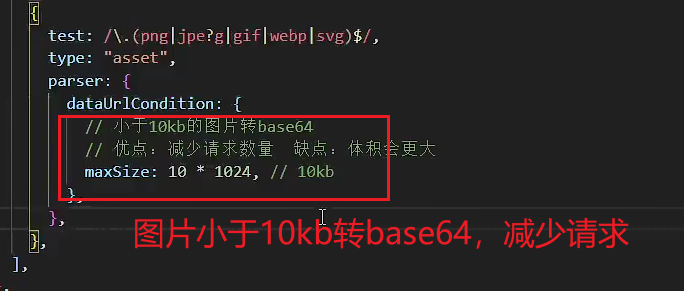 {
test: /\.(png|jpe?g|gif|webp|svg)$/,
type: "asset",
parser: {
dataUrlCondition: {
// 小于10kb的图片转base64
// 优点：减少请求数量 缺点：体积会更大
maxSize: 10 * 1024, // 10kb
},
},
},
],
图片小于10kb转base64，减少请求